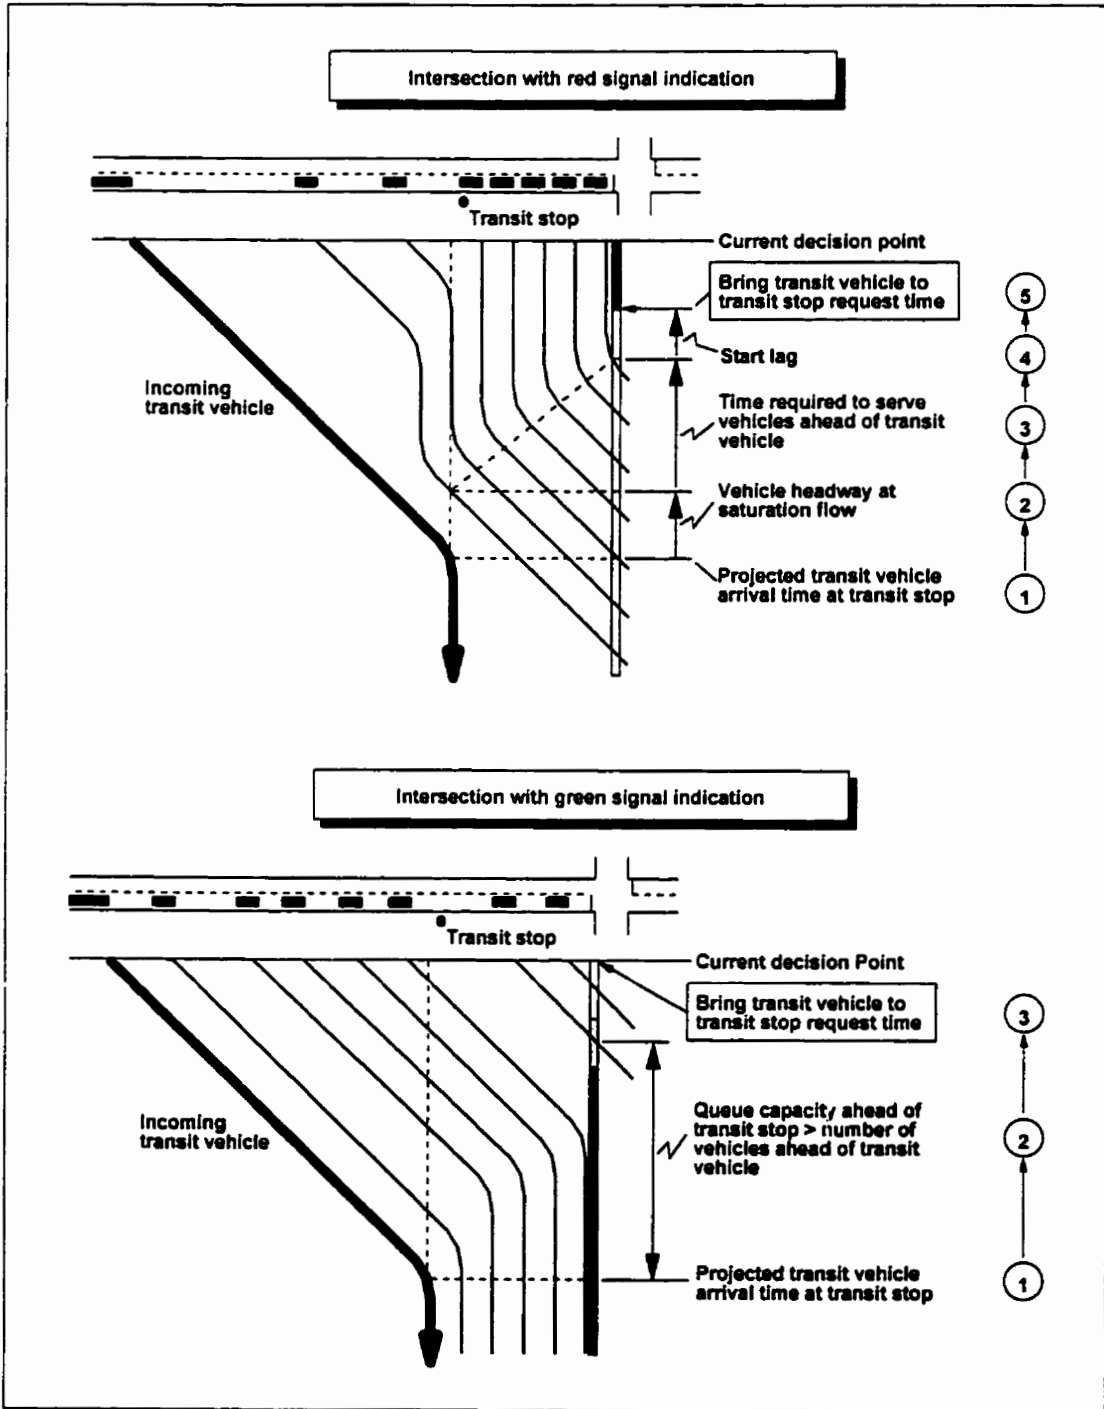 Intersection with red signal indication
Transit stop
Current decision point
Bring transit vehicle to
transit stop request time
5
Start lag
4
Incoming
transit vehicle
Time required to serve
vehicles ahead of transit
vehicle
3
Vehicle headway at
saturation flow
2
Projected transit vehicle
arrival time at transit stop
1
Intersection with green signal indication
Transit stop
Current decision Point
Bring transit vehicle to
transit stop request time
3
Incoming
transit vehicle
Queue capacity ahead of
transit stop > number of
vehicles ahead of transit
vehicle
2
Projected transit vehicle
arrival time at transit stop
1